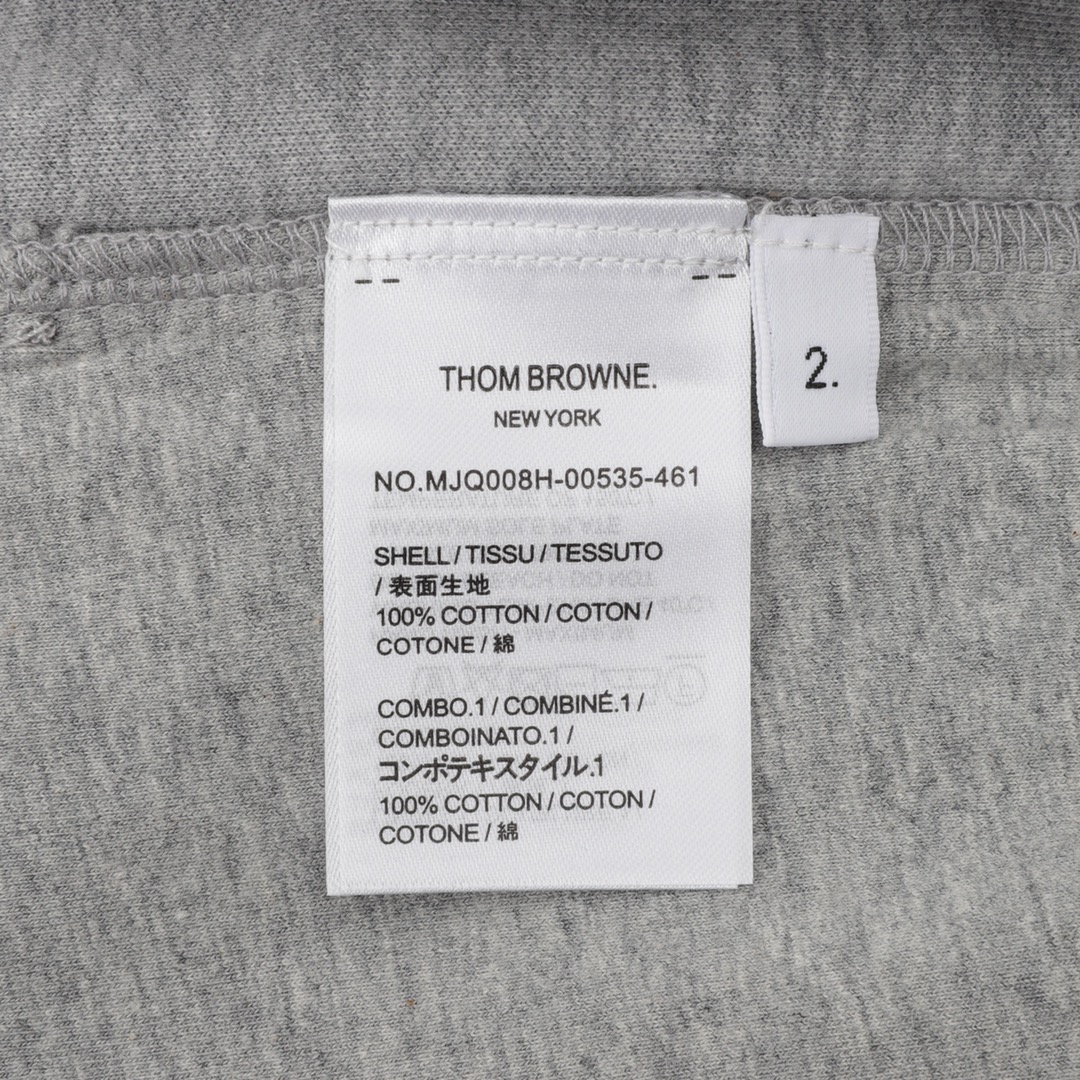 THOM BROWNE.
NEW YORK
2.
NO.MJQ008H-00535-461
SHELL / TISSU / TESSUTO
/ 表面生地
100% COTTON / COTON /
COTONE / 綿
COMBO.1 / COMBINÉ.1 /
COMBOINATO.1 /
コンポテキスタイル.1
100% COTTON / COTON /
COTONE / 綿